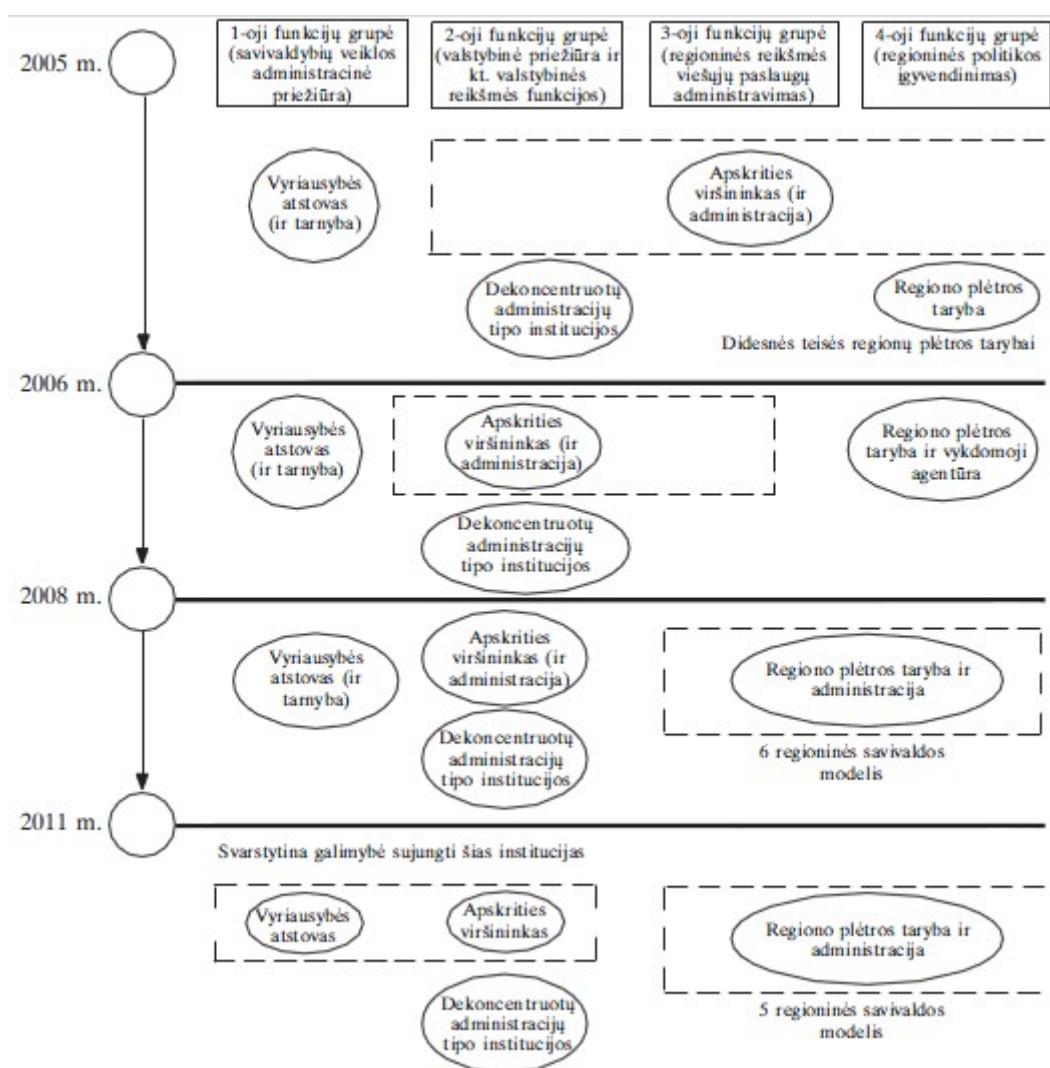 2005 m.
1-oji funkcijų grupė
(savivaldybių veiklos
administracinė
priežiūra)
2-oji funkcijų grupė
(valstybinė priežiūra ir
kt. valstybinės
reikšmės funkcijos)
3-oji funkcijų grupė
(regioninės reikšmės
viešųjų paslaugų
administravimas)
4-oji funkcijų grupė
(regioninės politikos
įgyvendinimas)
Vyriausybės
atstovas
(ir tarnyba)
Apskrities
viršininkas (ir
administracija)
Dekoncentruotų
administracijų
tipo institucijos
Regiono plėtros
taryba
Didesnės teisės regionų plėtros tarybai
2006 m.
Vyriausybės
atstovas
(ir tarnyba)
Apskrities
viršininkas (ir
administracija)
Regiono plėtros
taryba ir vykdomoji
agentūra
Dekoncentruotų
administracijų
tipo institucijos
2008 m.
Vyriausybės
atstovas (ir
tarnyba)
Apskrities
viršininkas (ir
administracija)
Regiono plėtros taryba ir
administracija
Dekoncentruotų
administracijų
tipo institucijos
6 regioninės savivaldos
modelis
2011 m.
Svarstytina galimybė sujungti šias institucijas
Vyriausybės
atstovas
Apskrities
viršininkas
Regiono plėtros taryba ir
administracija
Dekoncentruotų
administracijų
tipo institucijos
5 regioninės savivaldos
modelis